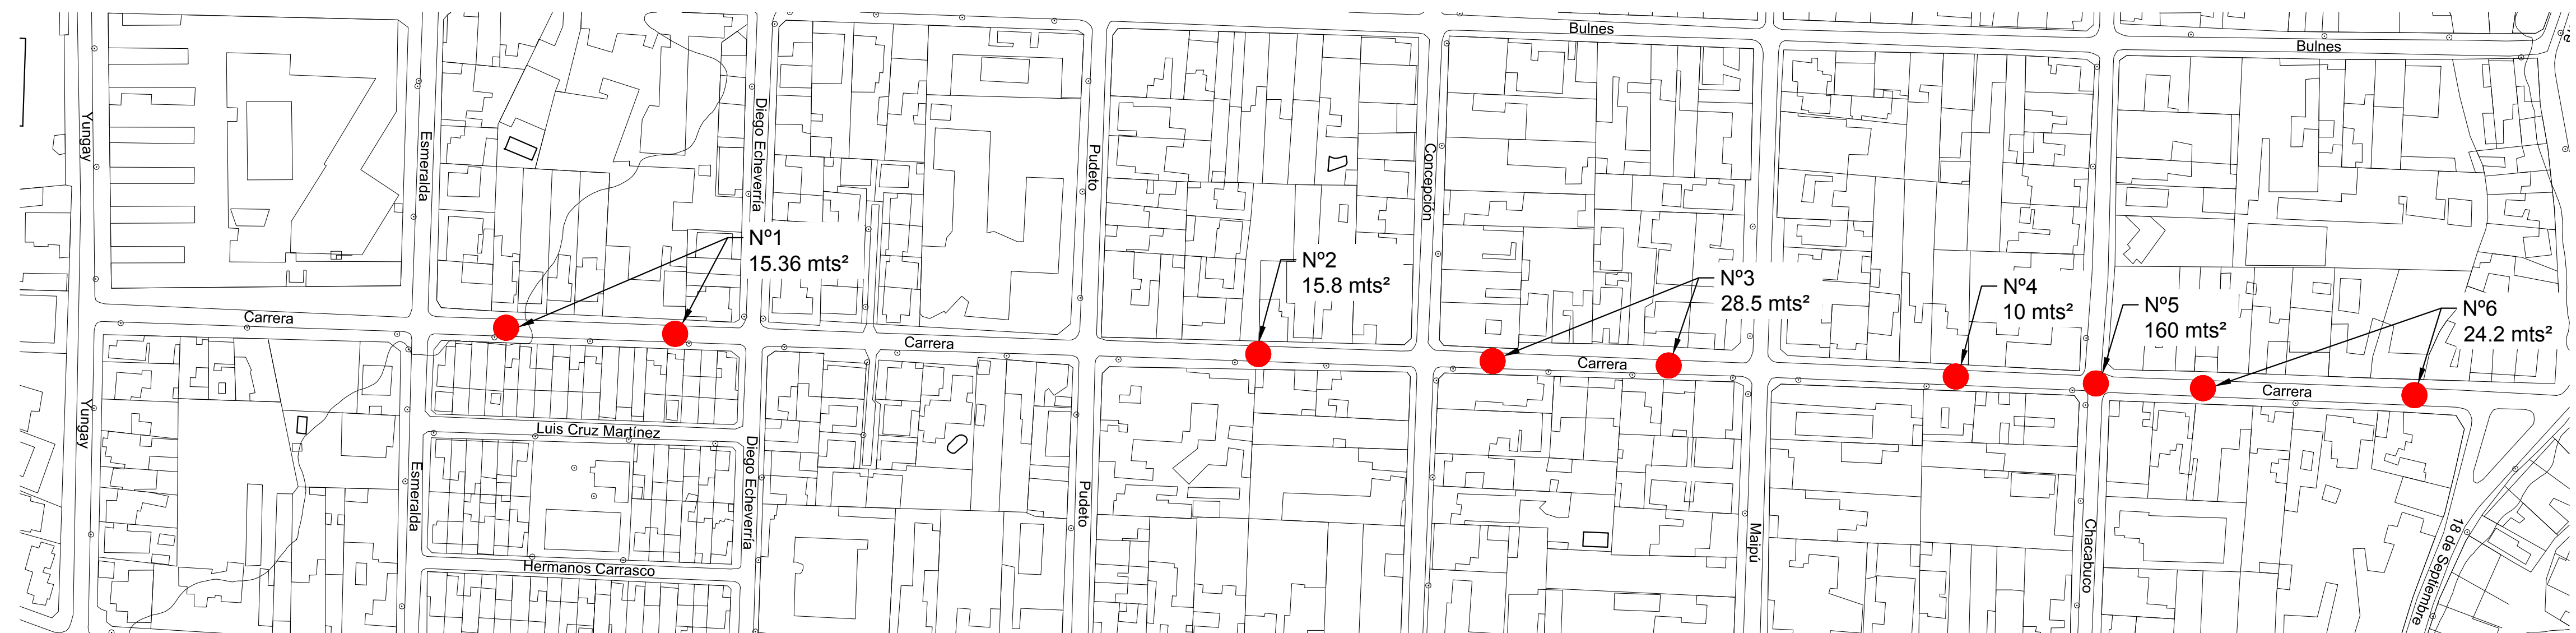 Bulnes
Bulnes
Yungay
Esmeralda
Diego Echeverría
Pudeto
Concepción
Nº1
15.36 mts²
Nº2
15.8 mts²
Nº3
28.5 mts²
Nº4
10 mts²
Nº5
160 mts²
Nº6
24.2 mts²
Carrera
Carrera
Carrera
Carrera
Yungay
Luis Cruz Martínez
Esmeralda
Diego Echeverría
Pudeto
Maipú
Chacabuco
18 de Septiembre
Hermanos Carrasco